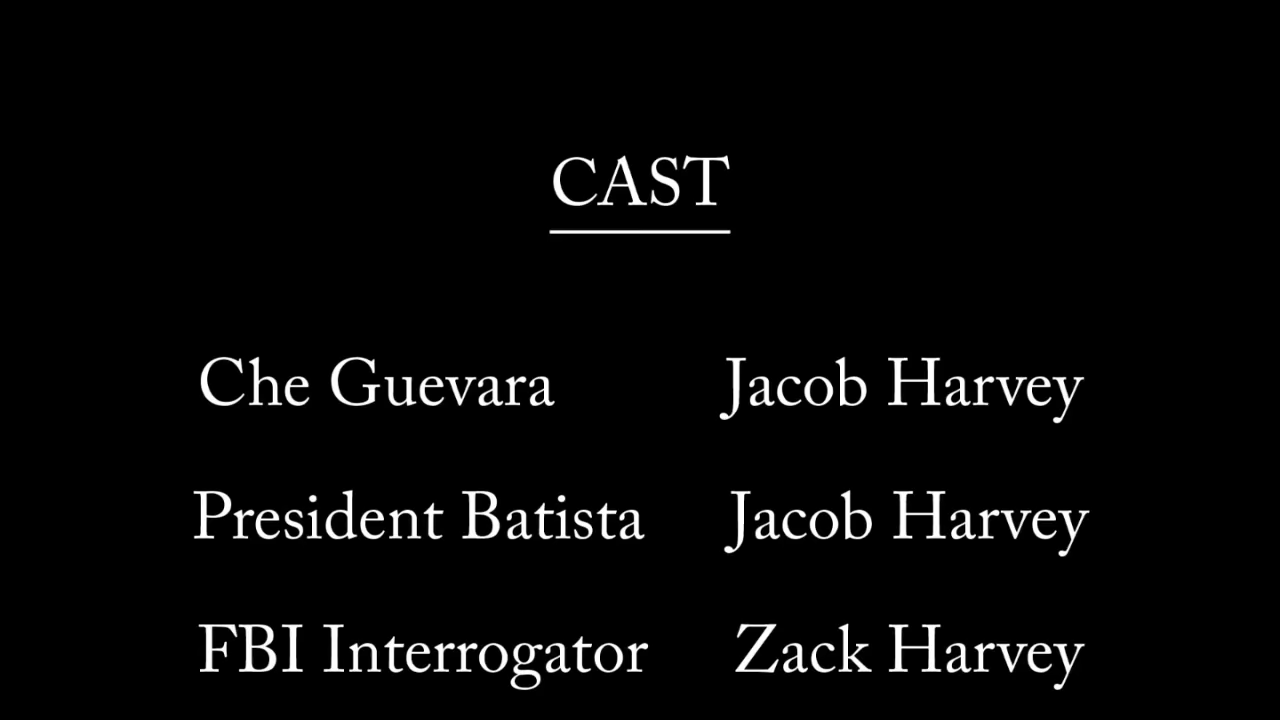 CAST
Che Guevara Jacob Harvey
President Batista Jacob Harvey
FBI Interrogator Zack Harvey